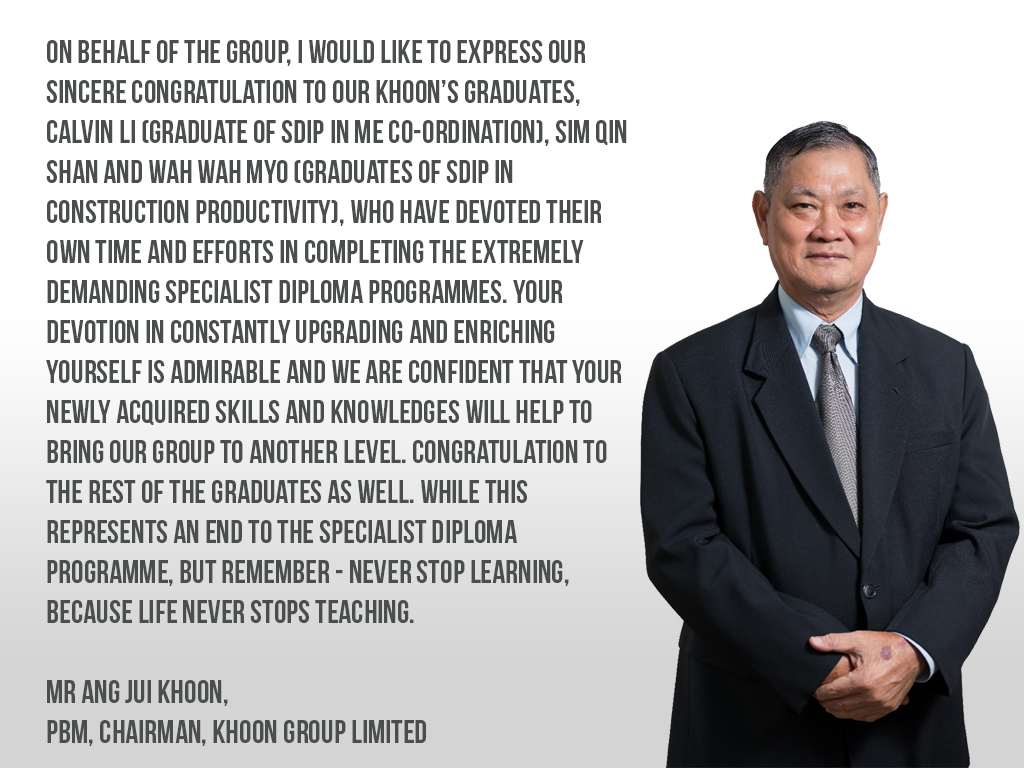 ON BEHALF OF THE GROUP, I WOULD LIKE TO EXPRESS OUR
SINCERE CONGRATULATION TO OUR KHOON'S GRADUATES,
CALVIN LI (GRADUATE OF SDIP IN ME CO-ORDINATION), SIM QIN
SHAN AND WAH WAH MYO (GRADUATES OF SDIP IN
CONSTRUCTION PRODUCTIVITY), WHO HAVE DEVOTED THEIR
OWN TIME AND EFFORTS IN COMPLETING THE EXTREMELY
DEMANDING SPECIALIST DIPLOMA PROGRAMMES. YOUR
DEVOTION IN CONSTANTLY UPGRADING AND ENRICHING
YOURSELF IS ADMIRABLE AND WE ARE CONFIDENT THAT YOUR
NEWLY ACQUIRED SKILLS AND KNOWLEDGES WILL HELP TO
BRING OUR GROUP TO ANOTHER LEVEL. CONGRATULATION TO
THE REST OF THE GRADUATES AS WELL. WHILE THIS
REPRESENTS AN END TO THE SPECIALIST DIPLOMA
PROGRAMME, BUT REMEMBER - NEVER STOP LEARNING,
BECAUSE LIFE NEVER STOPS TEACHING.
MR ANG JUI KHOON,
PBM, CHAIRMAN, KHOON GROUP LIMITED